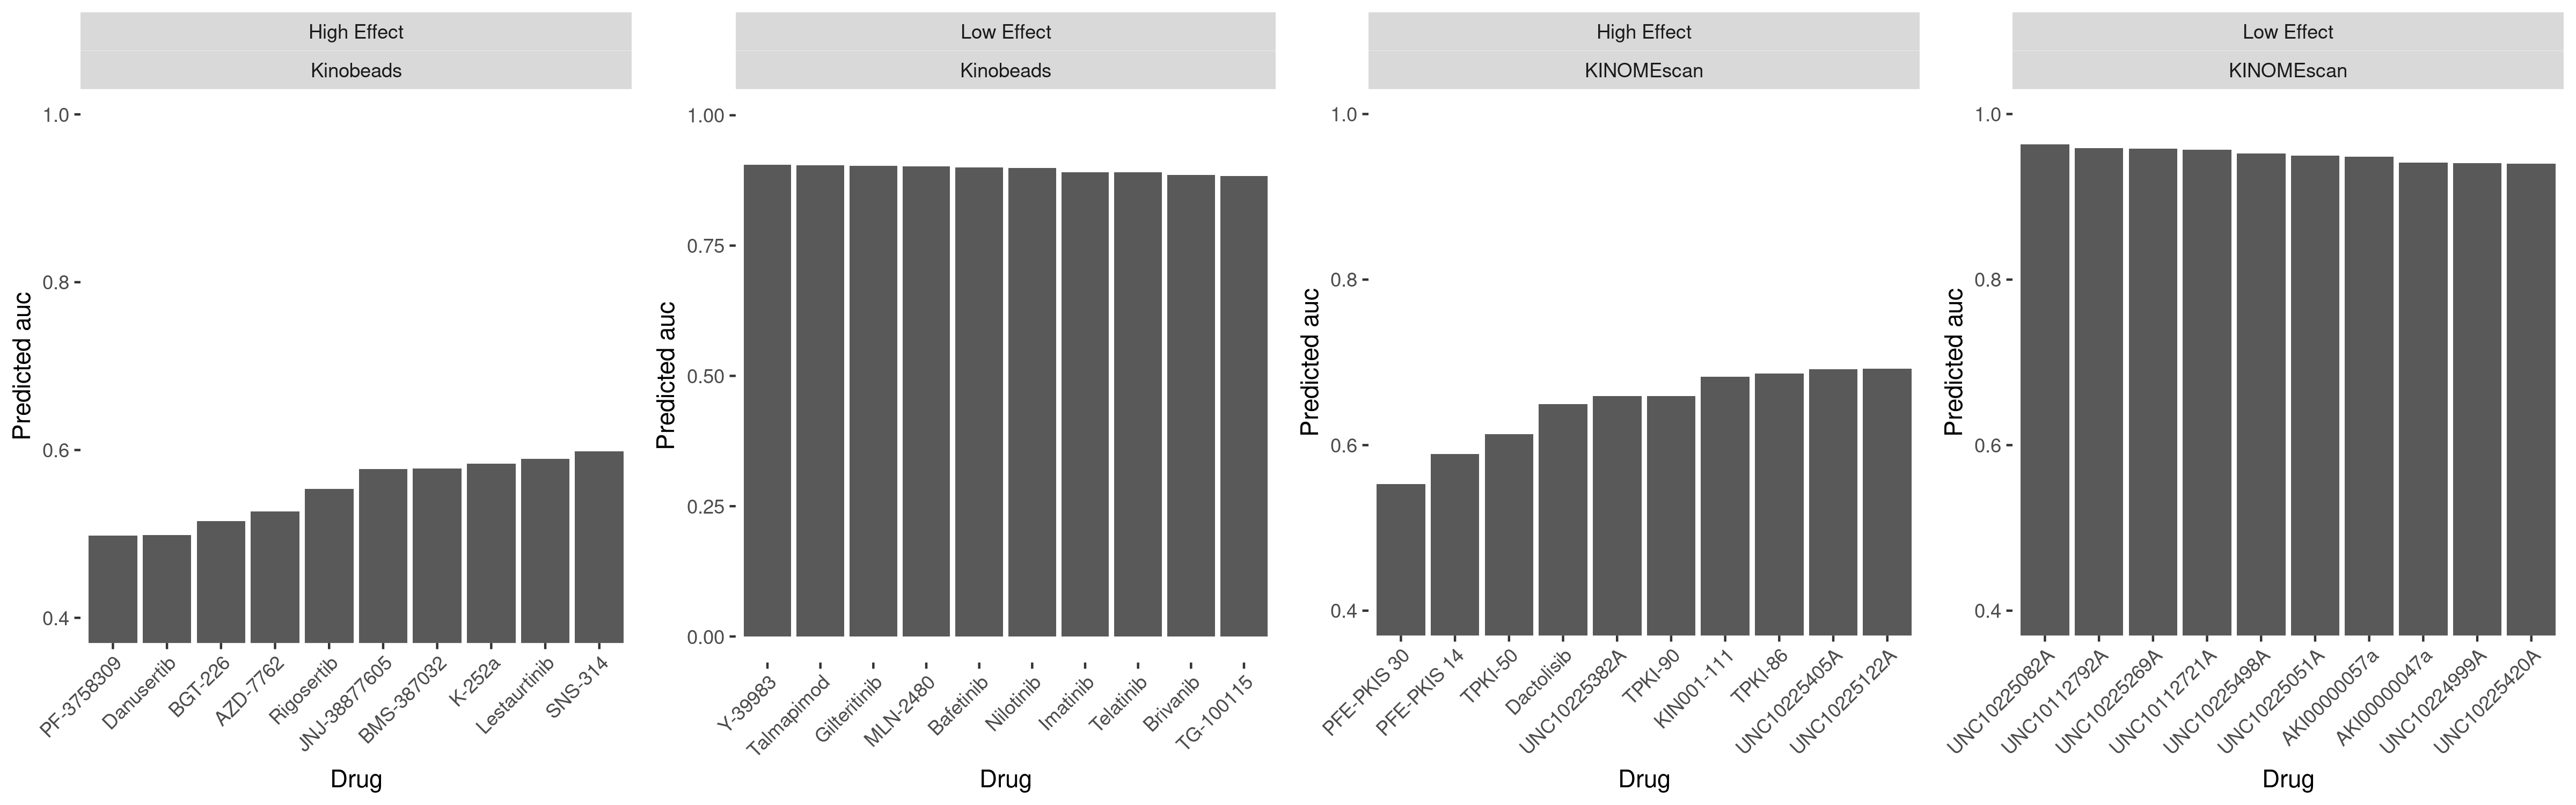 High Effect
Kinobeads
Predicted auc
1.0
0.8
0.6
0.4
PF-3758309
Danusertib
BGT-226
AZD-7762
Rigosertib
JNJ-38877605
BMS-387032
K-252a
Lestaurtinib
SNS-314
Drug
Low Effect
Kinobeads
Predicted auc
1.00
0.75
0.50
0.25
0.00
Y-39983
Talmapimod
Gilteritinib
MLN-2480
Bafetinib
Nilotinib
Imatinib
Telatinib
Brivanib
TG-100115
Drug
High Effect
KINOMEscan
Predicted auc
1.0
0.8
0.6
0.4
PFE-PKIS 30
PFE-PKIS 14
TPKI-50
Dactolisib
UNC10225382A
TPKI-90
KIN001-111
TPKI-86
UNC10225405A
UNC10225122A
Drug
Low Effect
KINOMEscan
Predicted auc
1.0
0.8
0.6
0.4
UNC10225082A
UNC10112792A
UNC10225269A
UNC10112721A
UNC10225498A
UNC10225051A
AKI00000057a
AKI00000047a
UNC10224999A
UNC10225420A
Drug